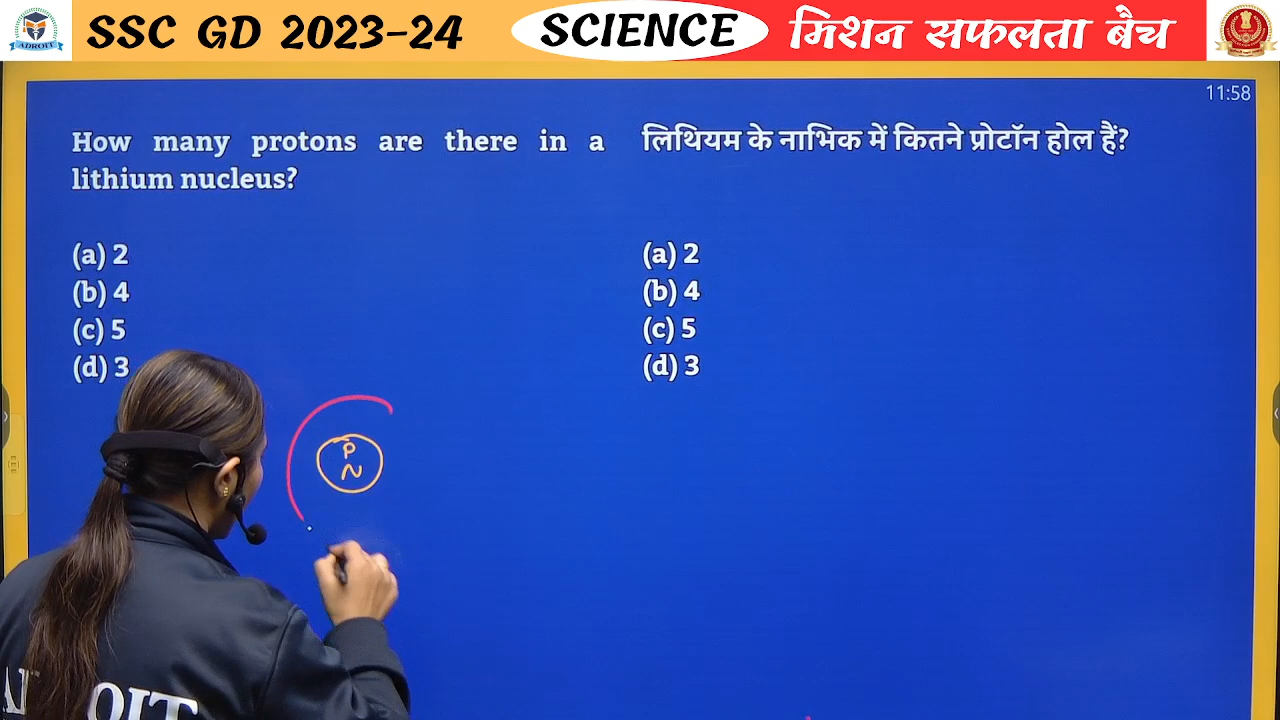 ADROIT
SSC GD 2023-24
SCIENCE
मिशन सफलता बैच
11:58
How many protons are there in a
lithium nucleus?
(a) 2
(b) 4
(c) 5
(d) 3
लिथियम के नाभिक में कितने प्रोटॉन होल हैं?
(a) 2
(b) 4
(c) 5
(d) 3
P
N